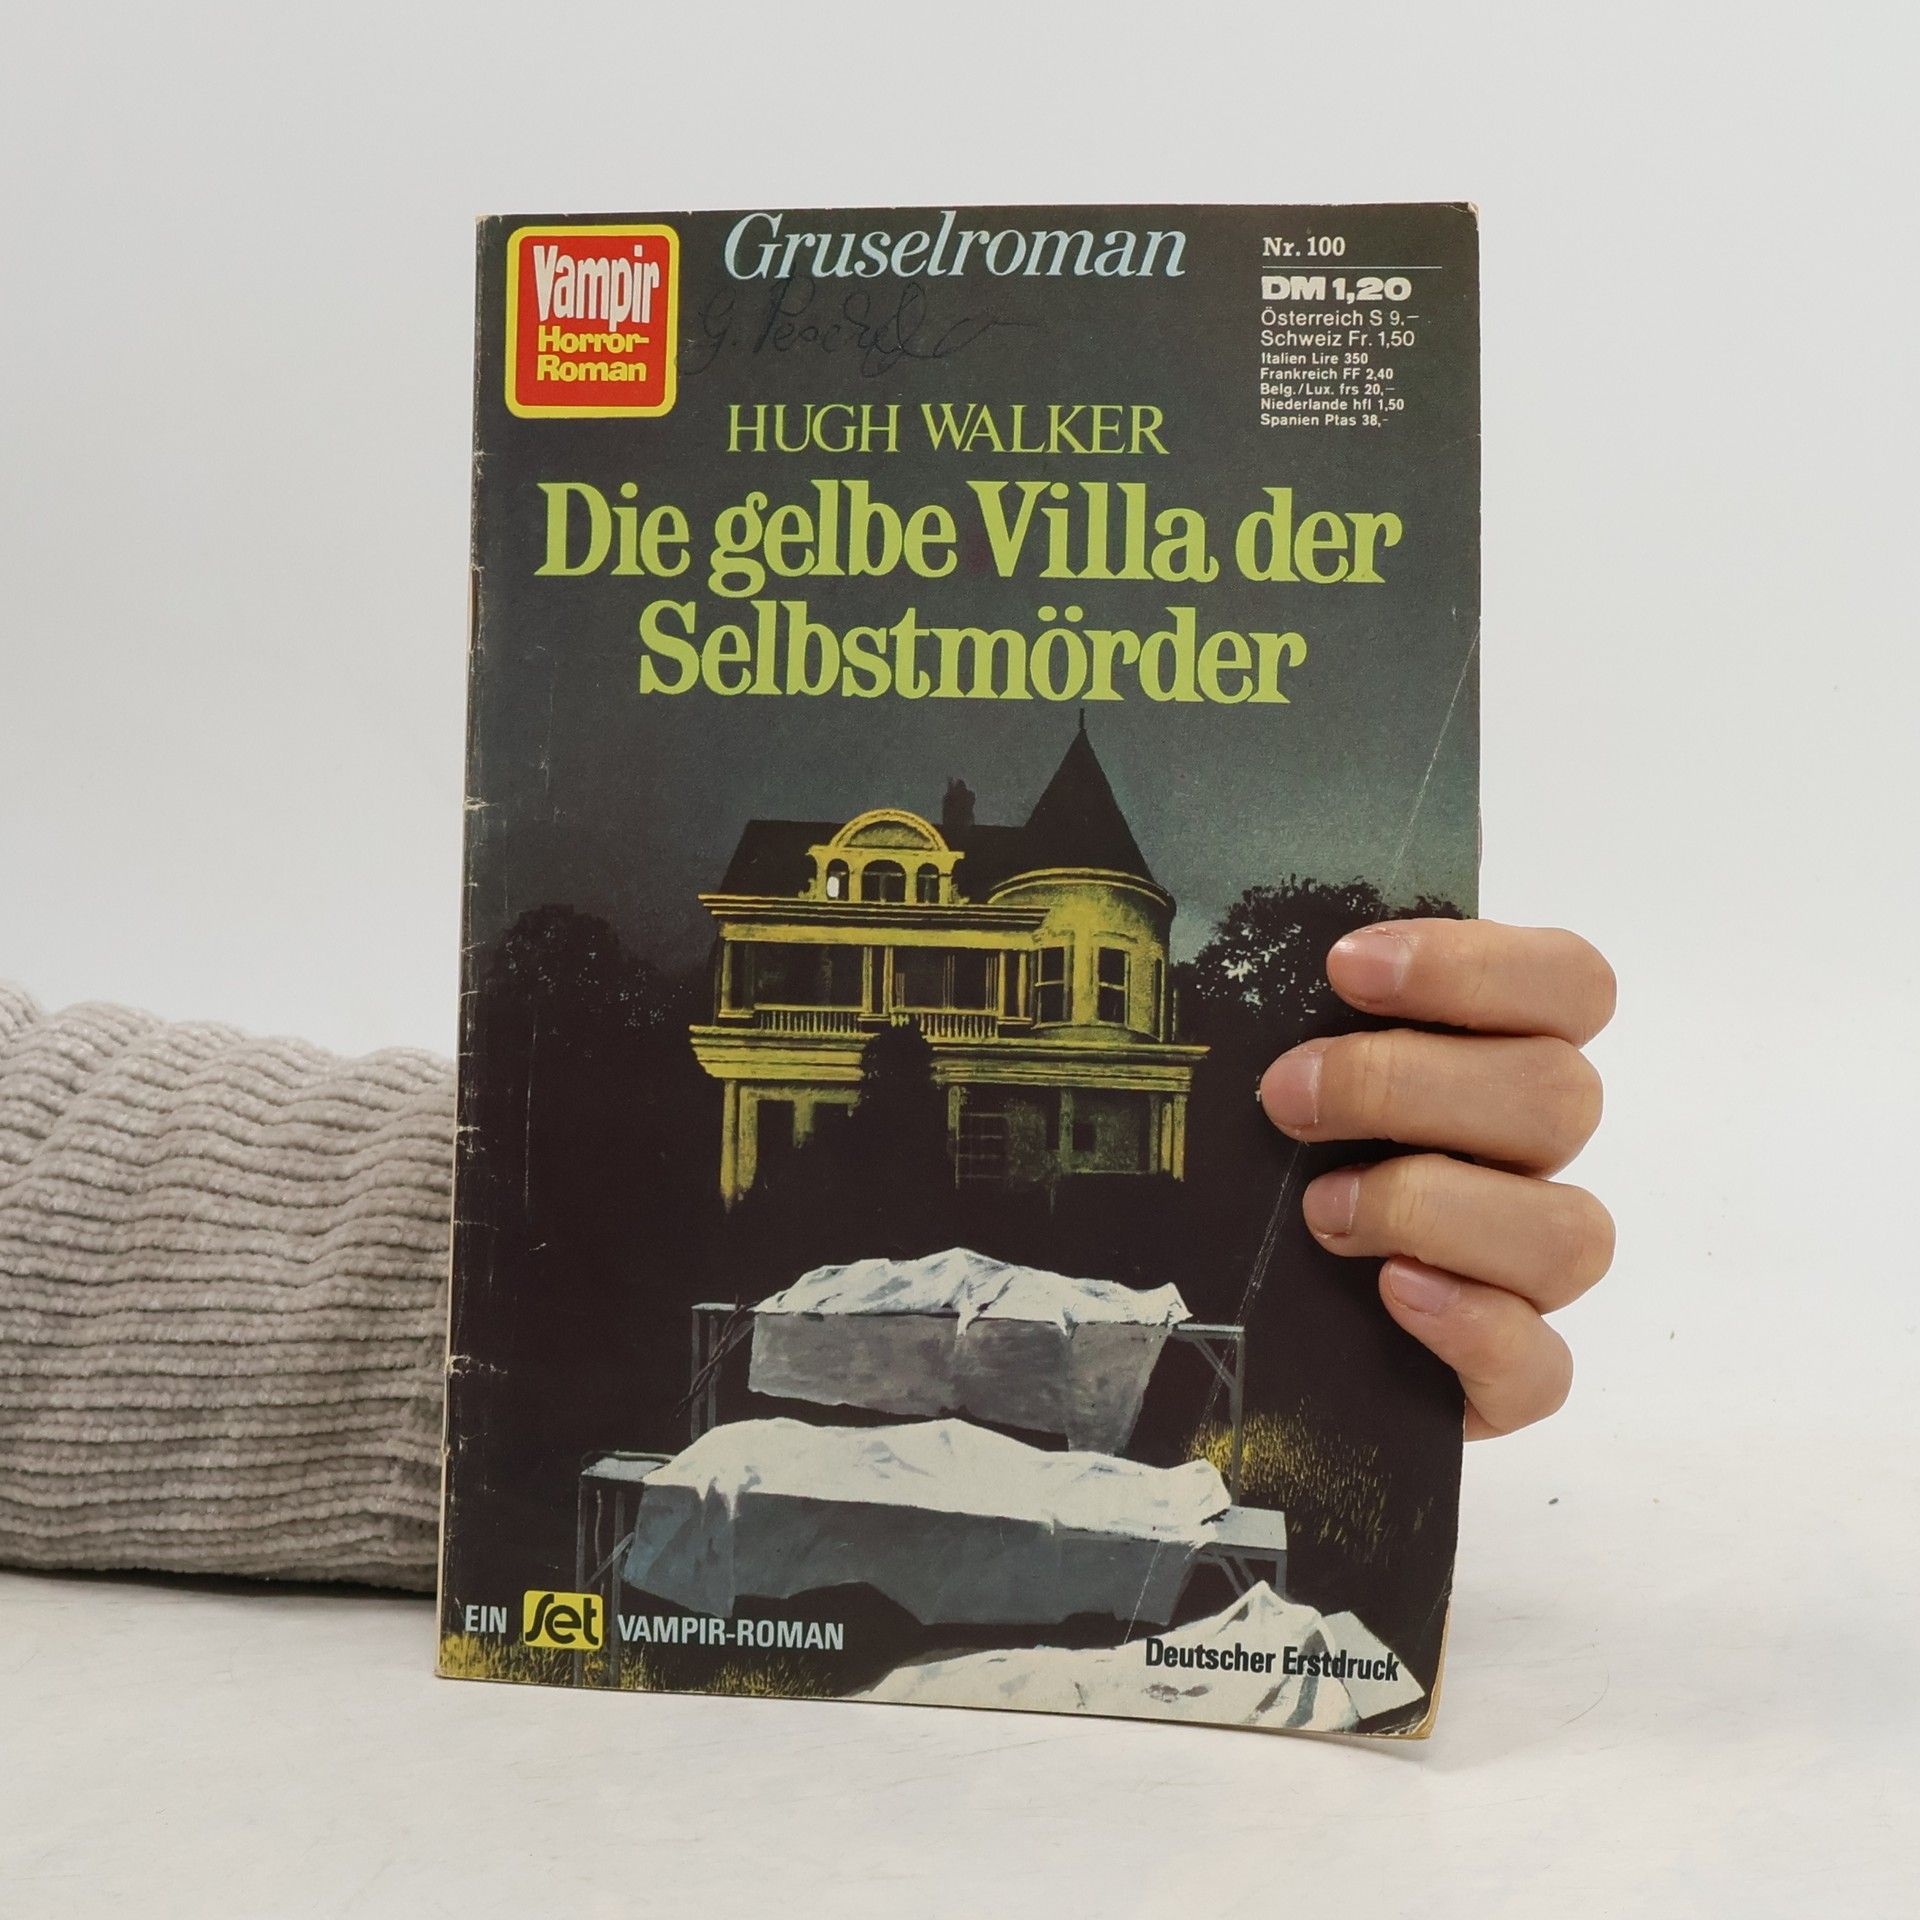 Gruselroman
Vampir
Horror-
Roman
Nr. 100
DM 1,20
Österreich S 9.–
Schweiz Fr. 1,50
Italien Lire 350
Frankreich FF 2,40
Belg./Lux. frs 20,–
Niederlande hfl 1,50
Spanien Ptas 38,-
HUGH WALKER
Die gelbe Villa der
Selbstmörder
EIN Set VAMPIR-ROMAN
Deutscher Erstdruck